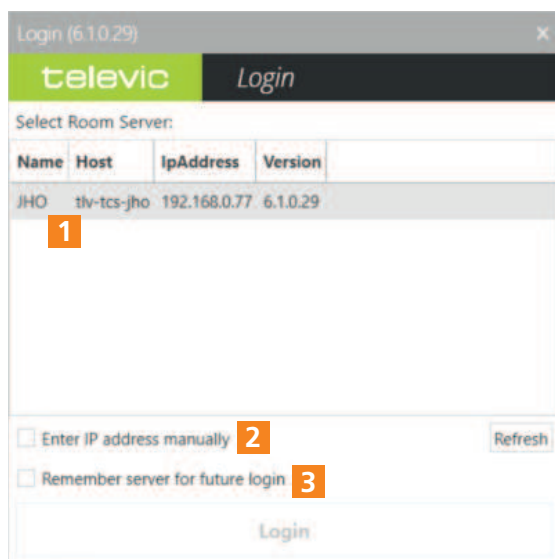 Login (6.1.0.29)
televic Login
Select Room Server:
Name Host IpAddress Version
JHO tlv-tcs-jho 192.168.0.77 6.1.0.29
1
Enter IP address manually 2 Refresh
Remember server for future login 3
Login